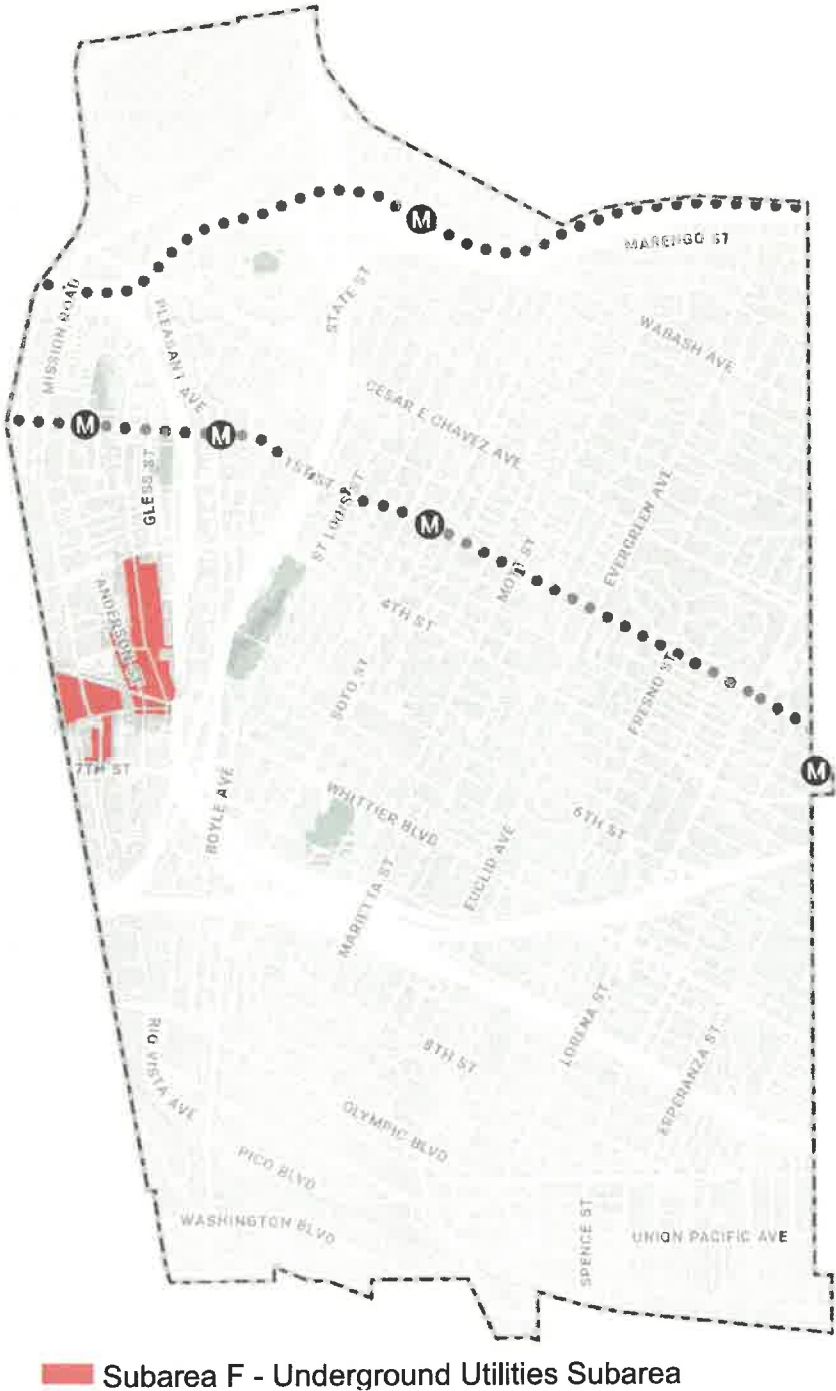 M
MARENGO ST
MISSION ROAD
STATE ST
PLEASANT AVE
WABASH AVE
CESAR E CHAVEZ AVE
M
M
1ST ST
GLESS ST
ST LOUIS ST
M
EVERGREEN AVE
MOTT ST
ANDERSON ST
4TH ST
SOTO ST
FRESNO ST
7TH ST
M
BOYLE AVE
WHITTIER BLVD
6TH ST
EUCLID AVE
MARIETTA ST
LORENA ST
RIO VISTA AVE
8TH ST
ESPERANZA ST
OLYMPIC BLVD
PICO BLVD
WASHINGTON BLVD
SPENCE ST
UNION PACIFIC AVE
Subarea F - Underground Utilities Subarea